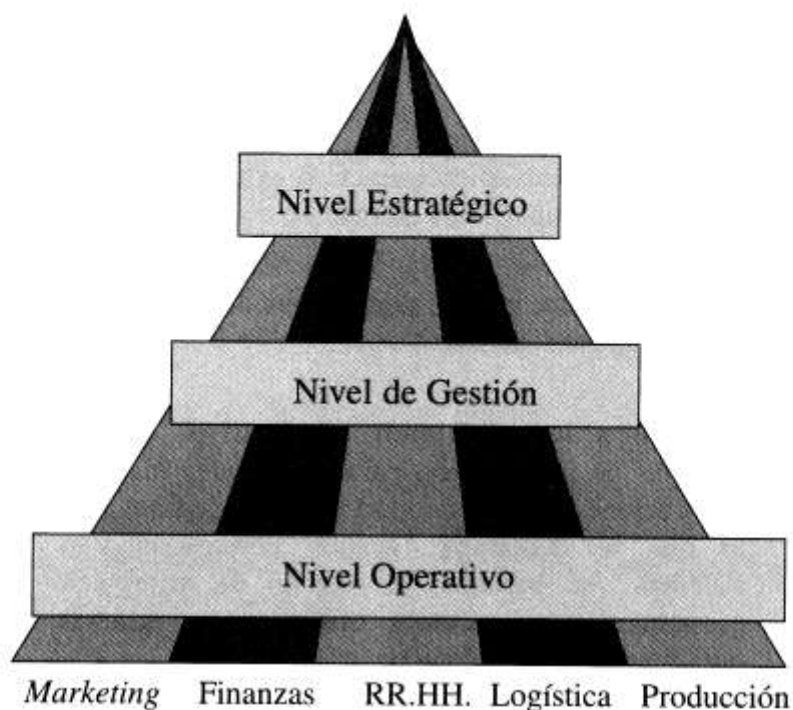 Nivel Estratégico
Nivel de Gestión
Nivel Operativo
Marketing Finanzas RR.HH. Logística Producción